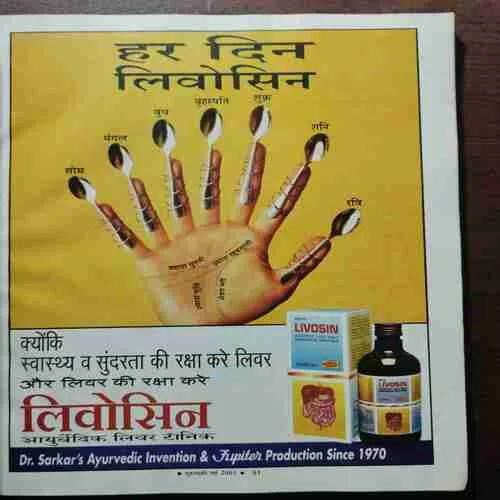 हर दिन
लिवोसिन
सोम
मंगल
बुध
बृहस्पति
शुक्र
शनि
रवि
LIVOSIN
LIVOSIN
क्योंकि
स्वास्थ्य व सुंदरता की रक्षा करे लिवर
और लिवर की रक्षा करे
लिवोसिन
आयुर्वेदिक लिवर टॉनिक
Dr. Sarkar's Ayurvedic Invention & Jupiter Production Since 1970